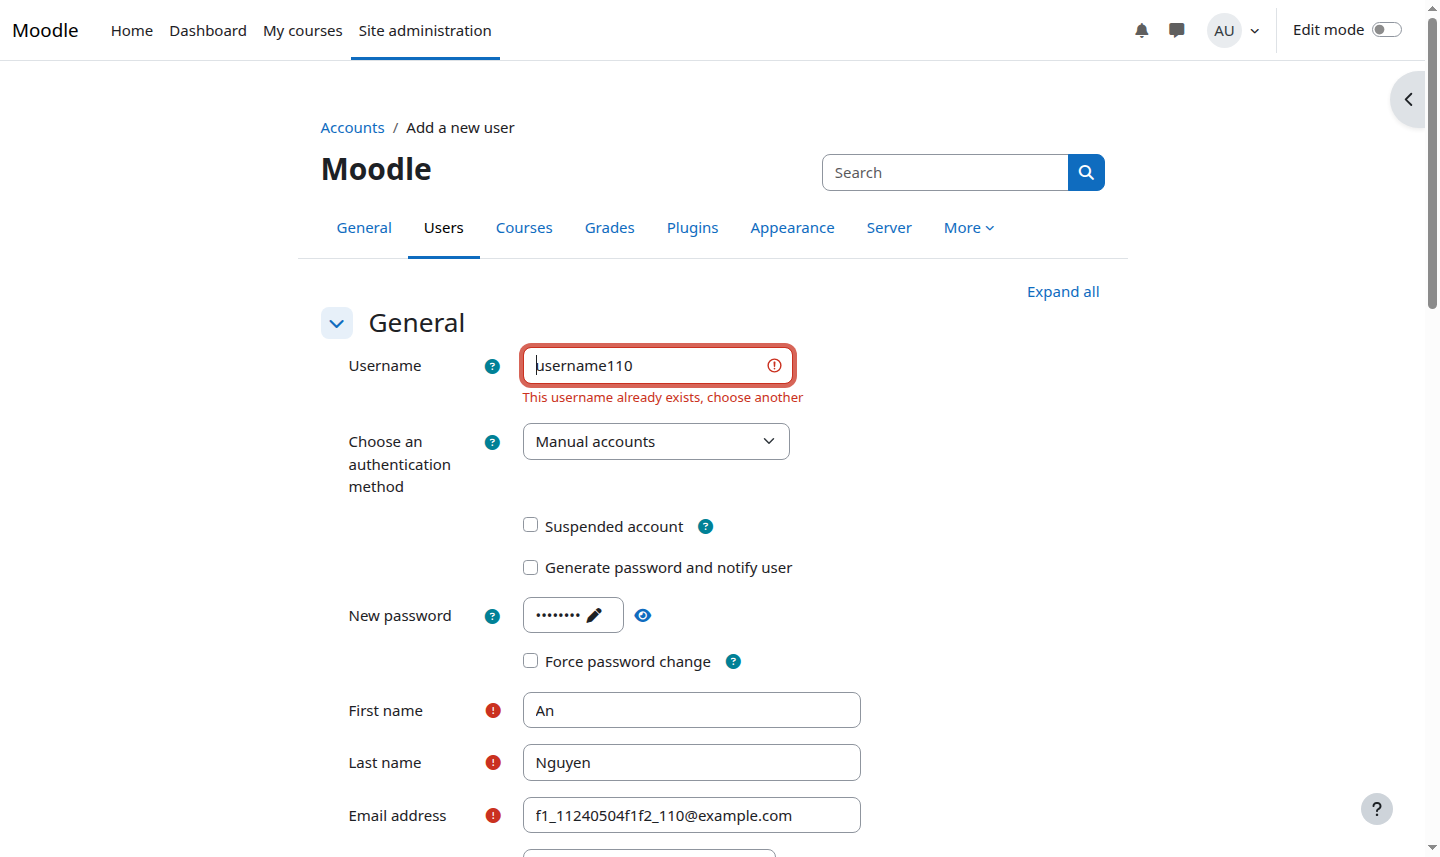 Moodle Home Dashboard My courses Site administration AU Edit mode
Accounts / Add a new user
Moodle
Search
General Users Courses Grades Plugins Appearance Server More
Expand all
General
Username ? username110
This username already exists, choose another
Choose an authentication method ? Manual accounts
Suspended account ?
Generate password and notify user
New password ? ••••••••
Force password change ?
First name An
Last name Nguyen
Email address f1_11240504f1f2_110@example.com
?